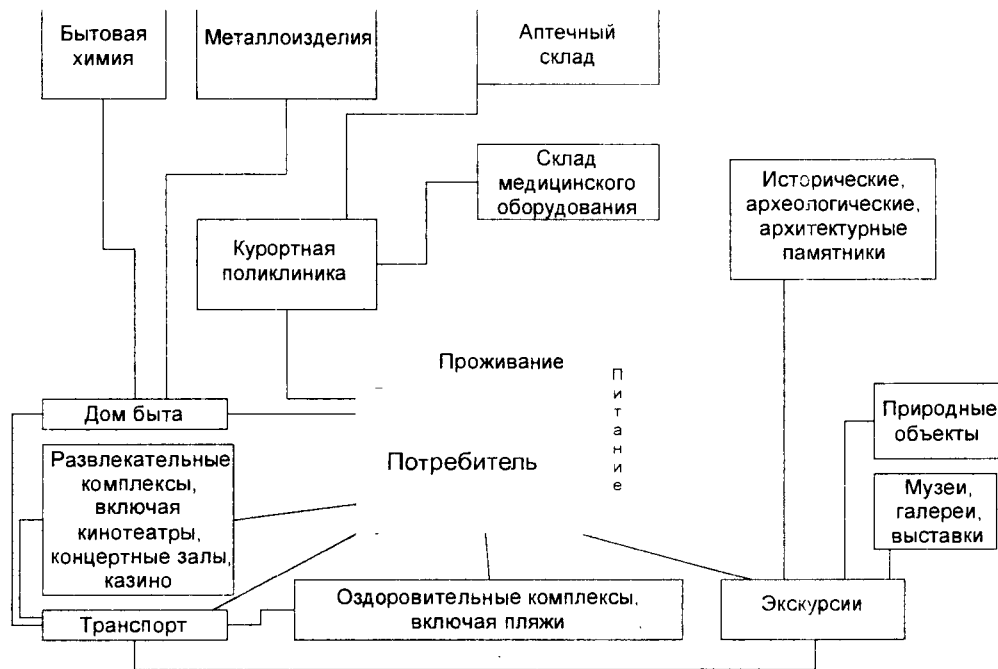 Бытовая
химия
Металлоизделия
Аптечный
склад
Склад
медицинского
оборудования
Исторические,
археологические,
архитектурные
памятники
Курортная
поликлиника
Проживание
Питание
Дом быта
Природные
объекты
Развлекательные
комплексы,
включая
кинотеатры,
концертные залы,
казино
Потребитель
Музеи,
галереи,
выставки
Оздоровительные комплексы,
включая пляжи
Экскурсии
Транспорт